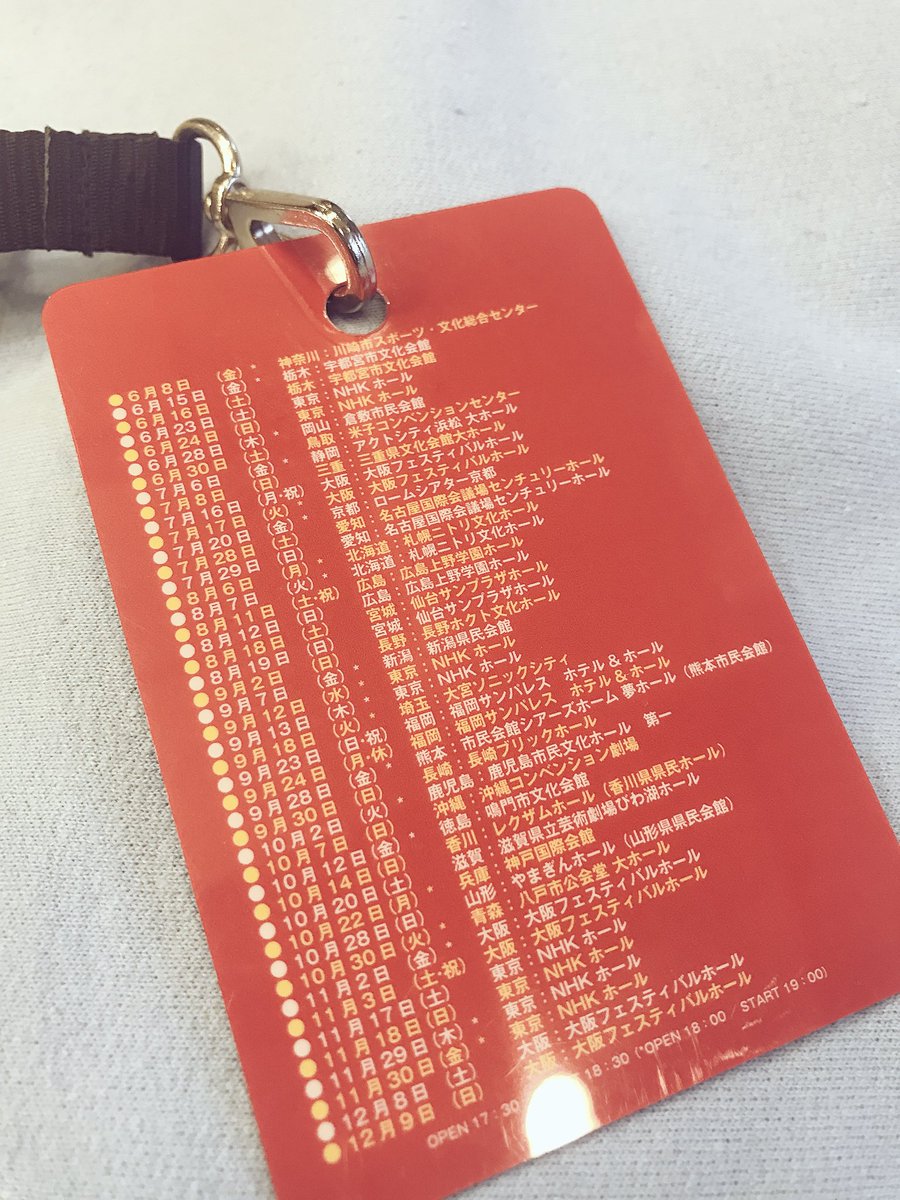 6月8日（金）* 神奈川：川崎市スポーツ・文化総合センター
6月15日（金）* 栃木：宇都宮市文化会館
6月16日（土） 栃木：宇都宮市文化会館
6月23日（土） 東京：NHK ホール
6月24日（日） 東京：NHK ホール
6月28日（木）* 岡山：倉敷市民会館
6月30日（土） 鳥取：米子コンベンションセンター
7月6日（金）* 静岡：アクトシティ浜松 大ホール
7月8日（日） 三重：三重県文化会館大ホール
7月16日（月・祝） 大阪：大阪フェスティバルホール
7月17日（火）* 大阪：大阪フェスティバルホール
7月20日（金）* 京都：ロームシアター京都
7月28日（土） 愛知：名古屋国際会議場センチュリーホール
7月29日（日） 愛知：名古屋国際会議場センチュリーホール
8月6日（月）* 北海道：札幌ニトリ文化ホール
8月7日（火）* 北海道：札幌ニトリ文化ホール
8月11日（土・祝） 広島：広島上野学園ホール
8月12日（日） 広島：広島上野学園ホール
8月18日（土） 宮城：仙台サンプラザホール
8月19日（日） 宮城：仙台サンプラザホール
9月2日（日） 長野：長野ホクト文化ホール
9月7日（金）* 新潟：新潟県民会館
9月12日（水）* 東京：NHK ホール
9月13日（木）* 東京：NHK ホール
9月18日（火）* 埼玉：大宮ソニックシティ
9月23日（日・祝） 福岡：福岡サンパレス ホテル & ホール
9月24日（月・休） 福岡：福岡サンパレス ホテル & ホール
9月28日（金）* 熊本：市民会館シアーズホーム 夢ホール（熊本市民会館）
9月30日（日） 長崎：長崎ブリックホール
10月2日（火）* 鹿児島：鹿児島市民文化ホール 第一
10月7日（日） 沖縄：沖縄コンベンション劇場
10月12日（金）* 徳島：鳴門市文化会館
10月14日（日） 香川：レクザムホール（香川県県民ホール）
10月20日（土） 滋賀：滋賀県立芸術劇場びわ湖ホール
10月22日（月）* 兵庫：神戸国際会館
10月28日（日） 山形：やまぎんホール（山形県県民会館）
10月30日（火）* 青森：八戸市公会堂 大ホール
11月2日（金）* 大阪：大阪フェスティバルホール
11月3日（土・祝） 大阪：大阪フェスティバルホール
11月17日（土） 東京：NHK ホール
11月18日（日） 東京：NHK ホール
11月29日（木）* 東京：NHK ホール
11月30日（金）* 東京：NHK ホール
12月8日（土） 大阪：大阪フェスティバルホール
12月9日（日） 大阪：大阪フェスティバルホール
OPEN 17：30 18：30 (*OPEN 18：00 / START 19：00)